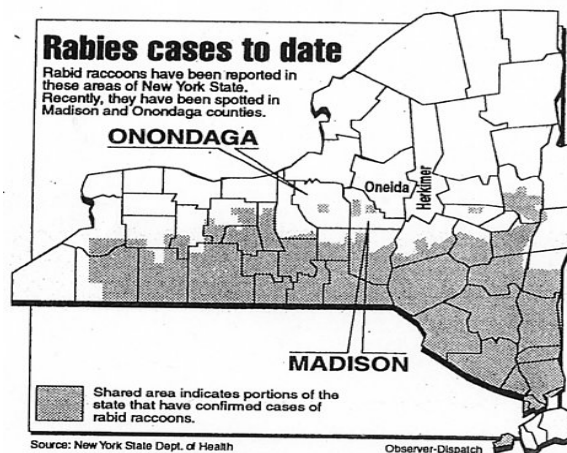 Rabies cases to date
Rabid raccoons have been reported in
these areas of New York State.
Recently, they have been spotted in
Madison and Onondaga counties.
ONONDAGA
Oneida
Herkimer
MADISON
Shared area indicates portions of the
state that have confirmed cases of
rabid raccoons.
Source: New York State Dept. of Health
Observer-Dispatch